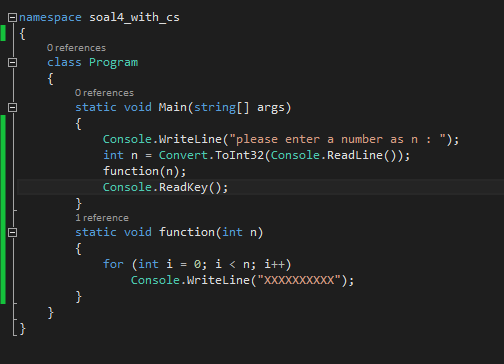 namespace soal4_with_cs
{
0 references
class Program
{
0 references
static void Main(string[] args)
{
Console.WriteLine("please enter a number as n : ");
int n = Convert.ToInt32(Console.ReadLine());
function(n);
Console.ReadKey();
}
1 reference
static void function(int n)
{
for (int i = 0; i < n; i++)
Console.WriteLine("XXXXXXXXXX");
}
}
}